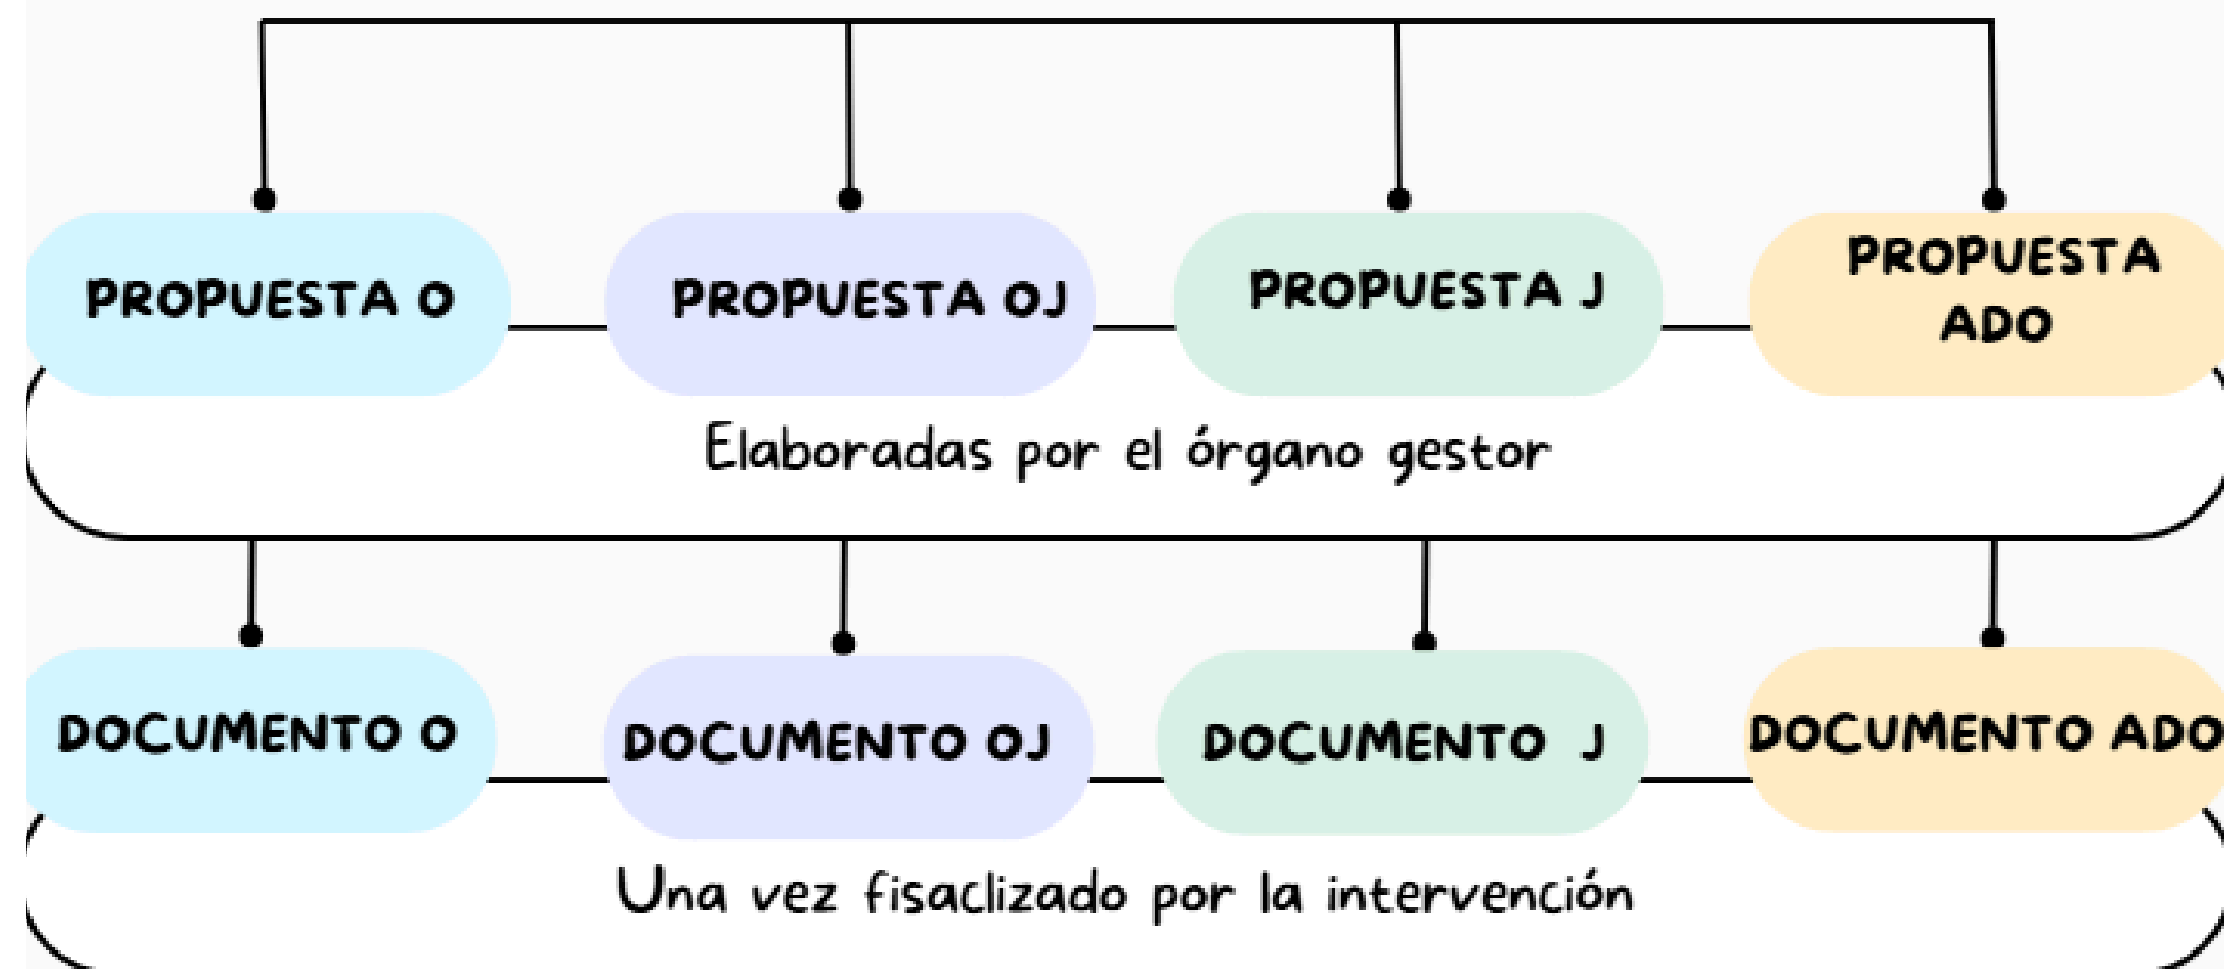 PROPUESTA O
PROPUESTA OJ
PROPUESTA J
PROPUESTA
ADO
Elaboradas por el órgano gestor
DOCUMENTO O
DOCUMENTO OJ
DOCUMENTO J
DOCUMENTO ADO
Una vez fisaclizado por la intervención